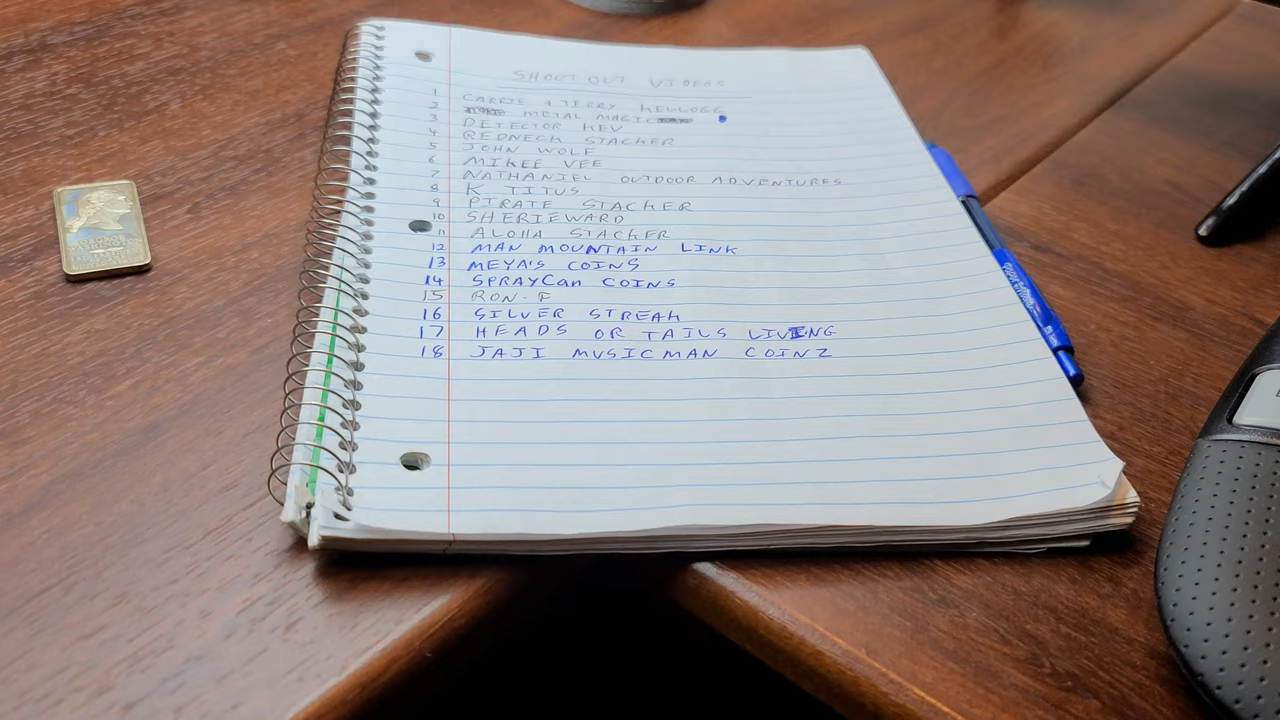 SHOUT OUT VIDEOS
1 CARRIE & TERRY KELLOGG
2 METAL MAGIC
3 DETECTOR KEV
4 REDNECK STACKER
5 JOHN WOLF
6 MIKEE VEE
7 NATHANIEL OUTDOOR ADVENTURES
8 K TITUS
9 PIRATE STACKER
10 SHERIEWARD
11 ALOHA STACKER
12 MAN MOUNTAIN LINK
13 MEYA'S COINS
14 SPRAYCan COINS
15 RON-F
16 SILVER STREAK
17 HEADS OR TAILS LIVING
18 JAJI MUSICMAN COINZ
GEORGE